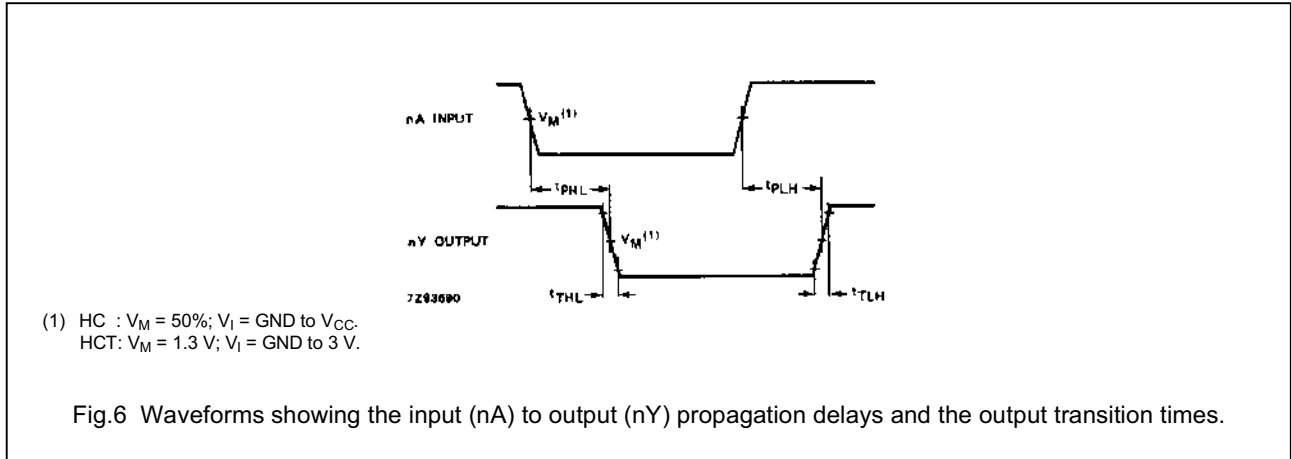 nA INPUT
VM(1)
tPHL
tPLH
nY OUTPUT
VM(1)
7Z93690
tTHL
tTLH
(1) HC : VM = 50%; VI = GND to VCC.
HCT: VM = 1.3 V; VI = GND to 3 V.
Fig.6 Waveforms showing the input (nA) to output (nY) propagation delays and the output transition times.